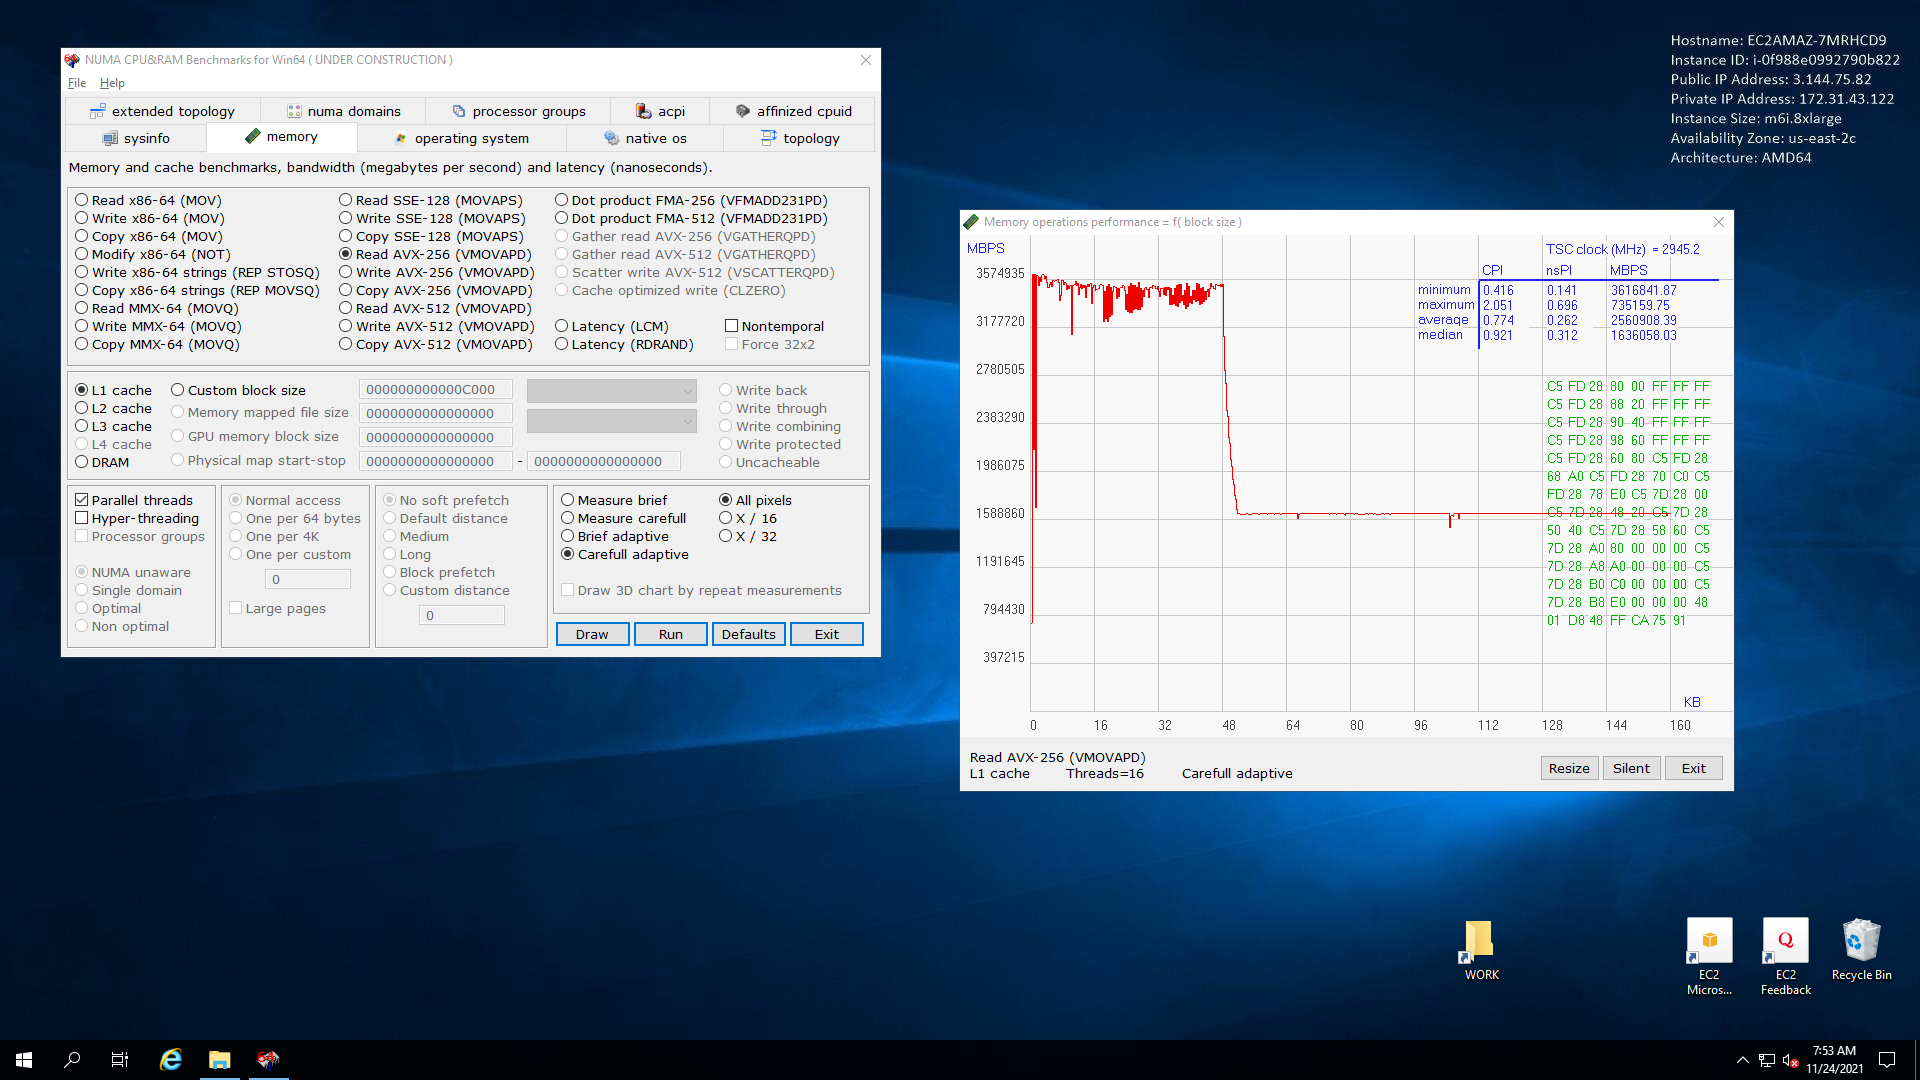 Hostname: EC2AMAZ-7MRHCD9
Instance ID: i-0f988e0992790b822
Public IP Address: 3.144.75.82
Private IP Address: 172.31.43.122
Instance Size: m6i.8xlarge
Availability Zone: us-east-2c
Architecture: AMD64
NUMA CPU&RAM Benchmarks for Win64 ( UNDER CONSTRUCTION )
File Help
extended topology numa domains processor groups acpi affinized cpuid
sysinfo memory operating system native os topology
Memory and cache benchmarks, bandwidth (megabytes per second) and latency (nanoseconds).
Read x86-64 (MOV) Read SSE-128 (MOVAPS) Dot product FMA-256 (VFMADD231PD)
Write x86-64 (MOV) Write SSE-128 (MOVAPS) Dot product FMA-512 (VFMADD231PD)
Copy x86-64 (MOV) Copy SSE-128 (MOVAPS) Gather read AVX-256 (VGATHERQPD)
Modify x86-64 (NOT) Read AVX-256 (VMOVAPD) Gather read AVX-512 (VGATHERQPD)
Write x86-64 strings (REP STOSQ) Write AVX-256 (VMOVAPD) Scatter write AVX-512 (VSCATTERQPD)
Copy x86-64 strings (REP MOVSQ) Copy AVX-256 (VMOVAPD) Cache optimized write (CLZERO)
Read MMX-64 (MOVQ) Read AVX-512 (VMOVAPD)
Write MMX-64 (MOVQ) Write AVX-512 (VMOVAPD) Latency (LCM) Nontemporal
Copy MMX-64 (MOVQ) Copy AVX-512 (VMOVAPD) Latency (RDRAND) Force 32x2
L1 cache Custom block size 000000000000C000 Write back
L2 cache Memory mapped file size 0000000000000000 Write through
L3 cache Write combining
L4 cache GPU memory block size 0000000000000000 Write protected
DRAM Physical map start-stop 0000000000000000 - 0000000000000000 Uncacheable
Parallel threads Normal access No soft prefetch Measure brief All pixels
Hyper-threading One per 64 bytes Default distance Measure carefull X / 16
Processor groups One per 4K Medium Brief adaptive X / 32
One per custom Long Carefull adaptive
NUMA unaware 0 Block prefetch
Single domain Custom distance Draw 3D chart by repeat measurements
Optimal Large pages 0
Non optimal Draw Run Defaults Exit
Memory operations performance = f( block size )
MBPS TSC clock (MHz) = 2945.2
CPI nsPI MBPS
minimum 0.416 0.141 3616841.87
maximum 2.051 0.696 735159.75
average 0.774 0.262 2560908.39
median 0.921 0.312 1636058.03
3574935
3177720
2780505
2383290
1986075
1588860
1191645
794430
397215
C5 FD 28 80 00 FF FF FF
C5 FD 28 88 20 FF FF FF
C5 FD 28 90 40 FF FF FF
C5 FD 28 98 60 FF FF FF
C5 FD 28 60 80 C5 FD 28
68 A0 C5 FD 28 70 C0 C5
FD 28 78 E0 C5 7D 28 00
C5 7D 28 48 20 C5 7D 28
50 40 C5 7D 28 58 60 C5
7D 28 A0 80 00 00 00 C5
7D 28 A8 A0 00 00 00 C5
7D 28 B0 C0 00 00 00 C5
7D 28 B8 E0 00 00 00 48
01 D8 48 FF CA 75 91
KB
0 16 32 48 64 80 96 112 128 144 160
Read AVX-256 (VMOVAPD)
L1 cache Threads=16 Carefull adaptive
Resize Silent Exit
WORK
EC2 Micros...
EC2 Feedback
Recycle Bin
7:53 AM
11/24/2021